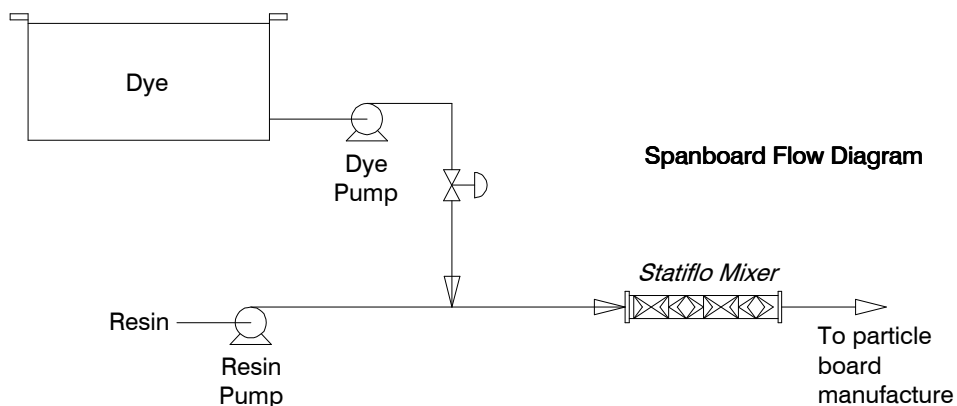 Dye
Dye
Pump
Spanboard Flow Diagram
Statiflo Mixer
Resin
Resin
Pump
To particle
board
manufacture